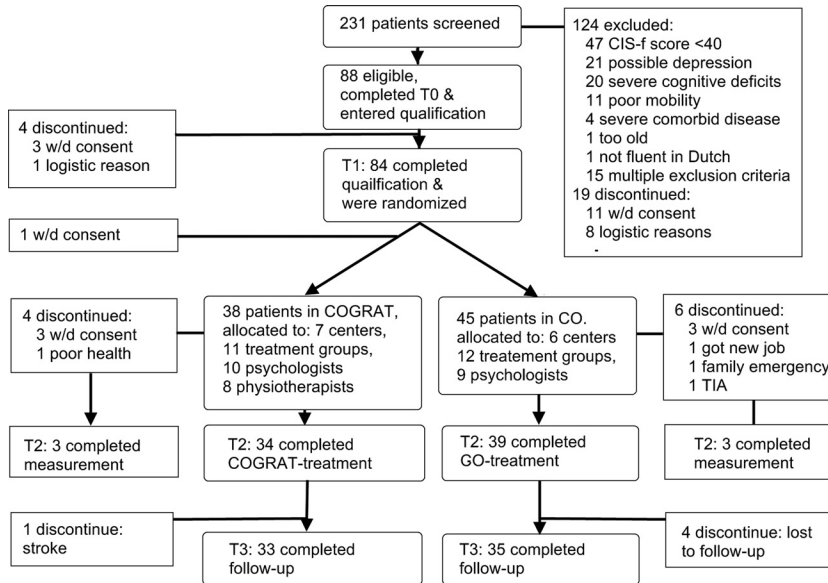 231 patients screened
124 excluded:
47 CIS-f score <40
21 possible depression
20 severe cognitive deficits
11 poor mobility
4 severe comorbid disease
1 too old
1 not fluent in Dutch
15 multiple exclusion criteria
19 discontinued:
11 w/d consent
8 logistic reasons
-
88 eligible,
completed T0 &
entered qualification
4 discontinued:
3 w/d consent
1 logistic reason
T1: 84 completed
quailfication &
were randomized
1 w/d consent
4 discontinued:
3 w/d consent
1 poor health
38 patients in COGRAT,
allocated to: 7 centers,
11 treatment groups,
10 psychologists
8 physiotherapists
45 patients in CO.
allocated to: 6 centers
12 treatement groups,
9 psychologists
6 discontinued:
3 w/d consent
1 got new job
1 family emergency
1 TIA
T2: 3 completed
measurement
T2: 34 completed
COGRAT-treatment
T2: 39 completed
GO-treatment
T2: 3 completed
measurement
1 discontinue:
stroke
4 discontinue: lost
to follow-up
T3: 33 completed
follow-up
T3: 35 completed
follow-up